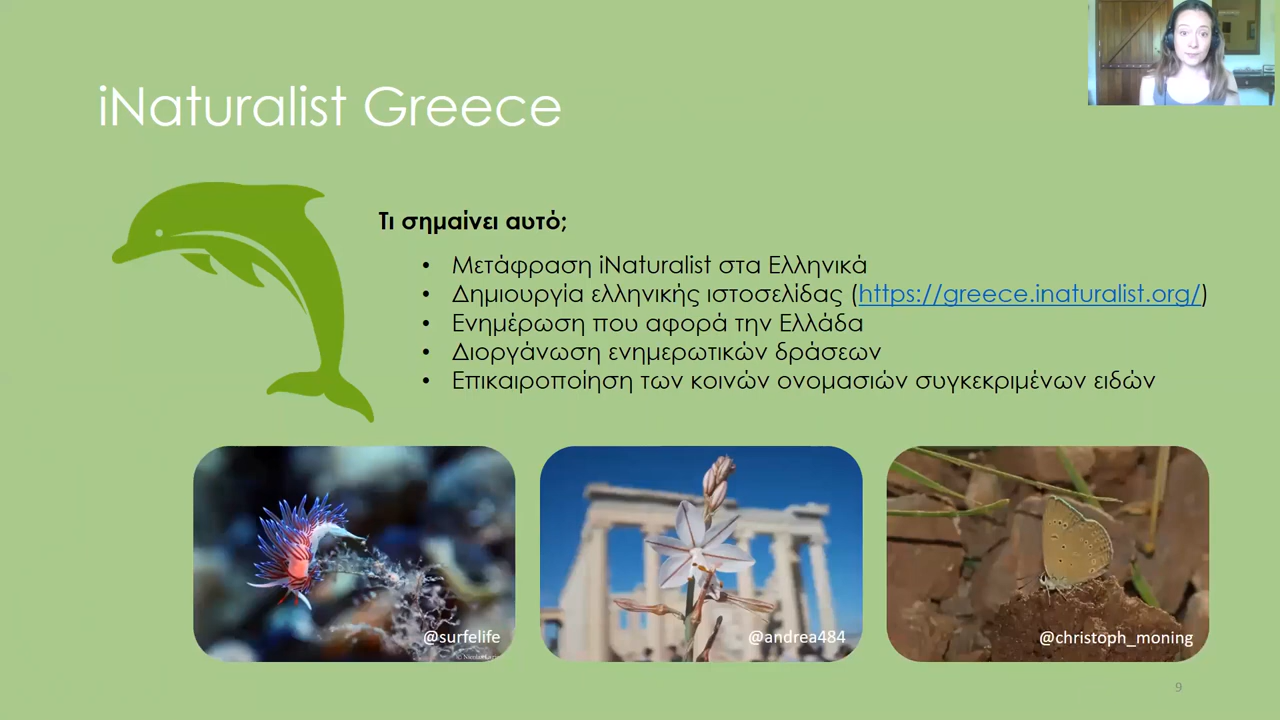 iNaturalist Greece
Τι σημαίνει αυτό;
• Μετάφραση iNaturalist στα Ελληνικά
• Δημιουργία ελληνικής ιστοσελίδας (https://greece.inaturalist.org/)
• Ενημέρωση που αφορά την Ελλάδα
• Διοργάνωση ενημερωτικών δράσεων
• Επικαιροποίηση των κοινών ονομασιών συγκεκριμένων ειδών
@surfelife
@andrea484
@christoph_moning
9